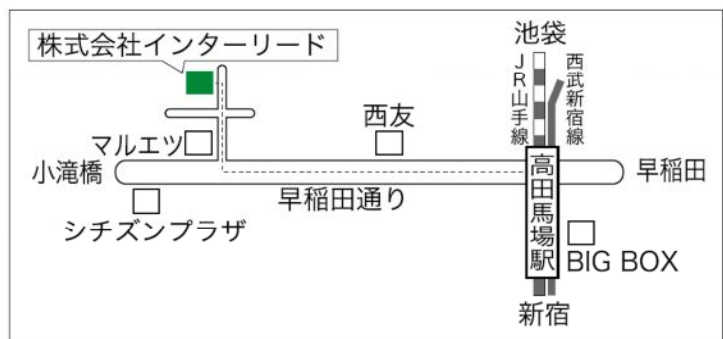 株式会社インターリード
池袋
JR山手線
西武新宿線
マルエツ
西友
小滝橋
早稲田
早稲田通り
高田馬場駅
シチズンプラザ
BIG BOX
新宿